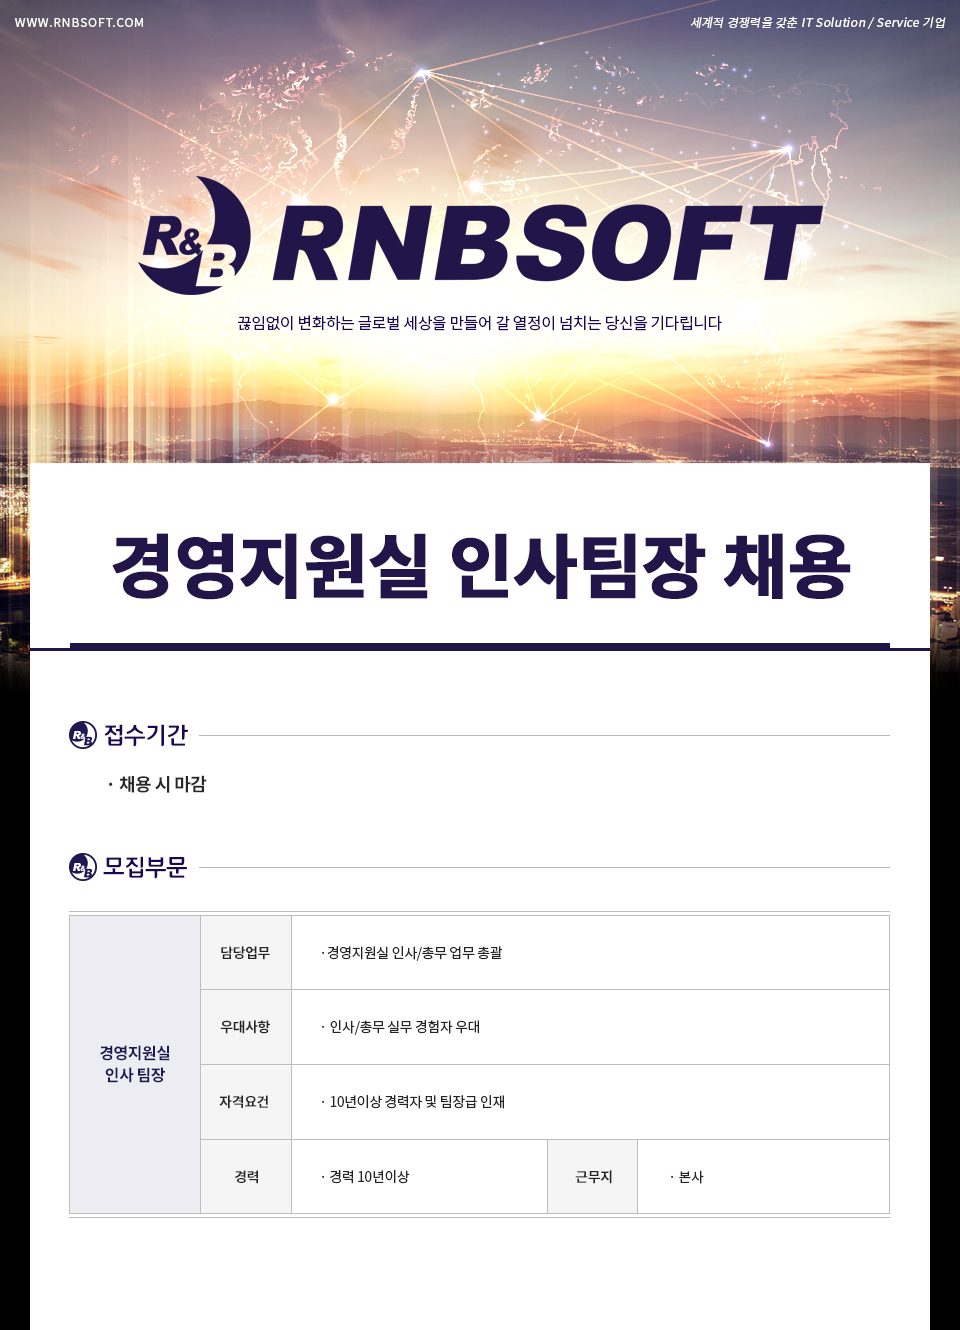 WWW.RNBSOFT.COM
세계적 경쟁력을 갖춘 IT Solution / Service 기업
R&B RNBSOFT
끊임없이 변화하는 글로벌 세상을 만들어 갈 열정이 넘치는 당신을 기다립니다
경영지원실 인사팀장 채용
R&B 접수기간
· 채용 시 마감
R&B 모집부문
경영지원실
인사 팀장
담당업무
· 경영지원실 인사/총무 업무 총괄
우대사항
· 인사/총무 실무 경험자 우대
자격요건
· 10년이상 경력자 및 팀장급 인재
경력
· 경력 10년이상
근무지
· 본사